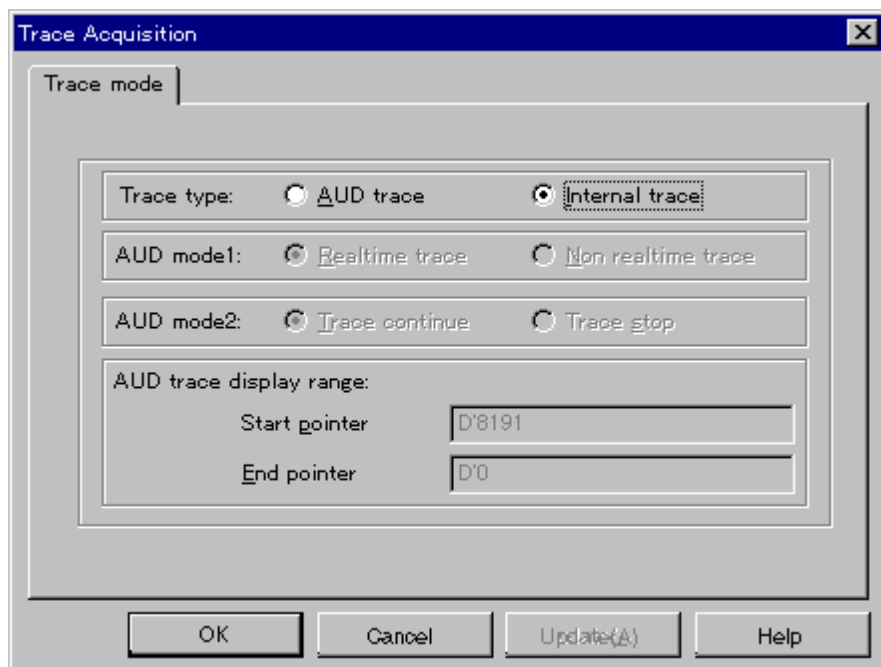 Trace Acquisition
Trace mode
Trace type: AUD trace Internal trace
AUD mode1: Realtime trace Non realtime trace
AUD mode2: Trace continue Trace stop
AUD trace display range:
Start pointer D'8191
End pointer D'0
OK Cancel Update(A) Help